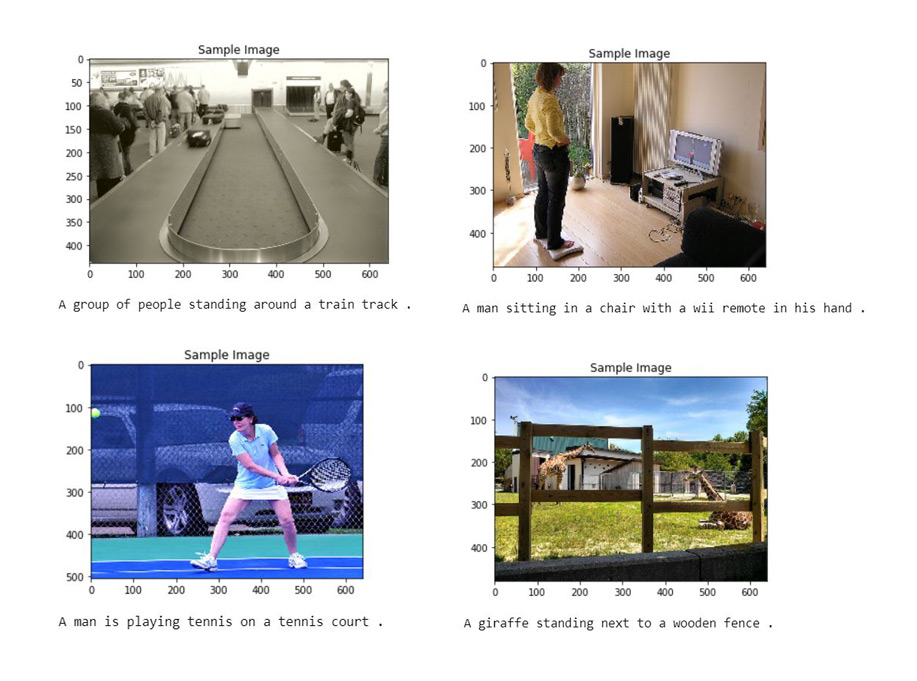 Sample Image
0
50
100
150
200
250
300
350
400
0 100 200 300 400 500 600
A group of people standing around a train track .
Sample Image
0
100
200
300
400
0 100 200 300 400 500 600
A man sitting in a chair with a wii remote in his hand .
Sample Image
0
100
200
300
400
500
0 100 200 300 400 500 600
A man is playing tennis on a tennis court .
Sample Image
0
100
200
300
400
0 100 200 300 400 500 600
A giraffe standing next to a wooden fence .